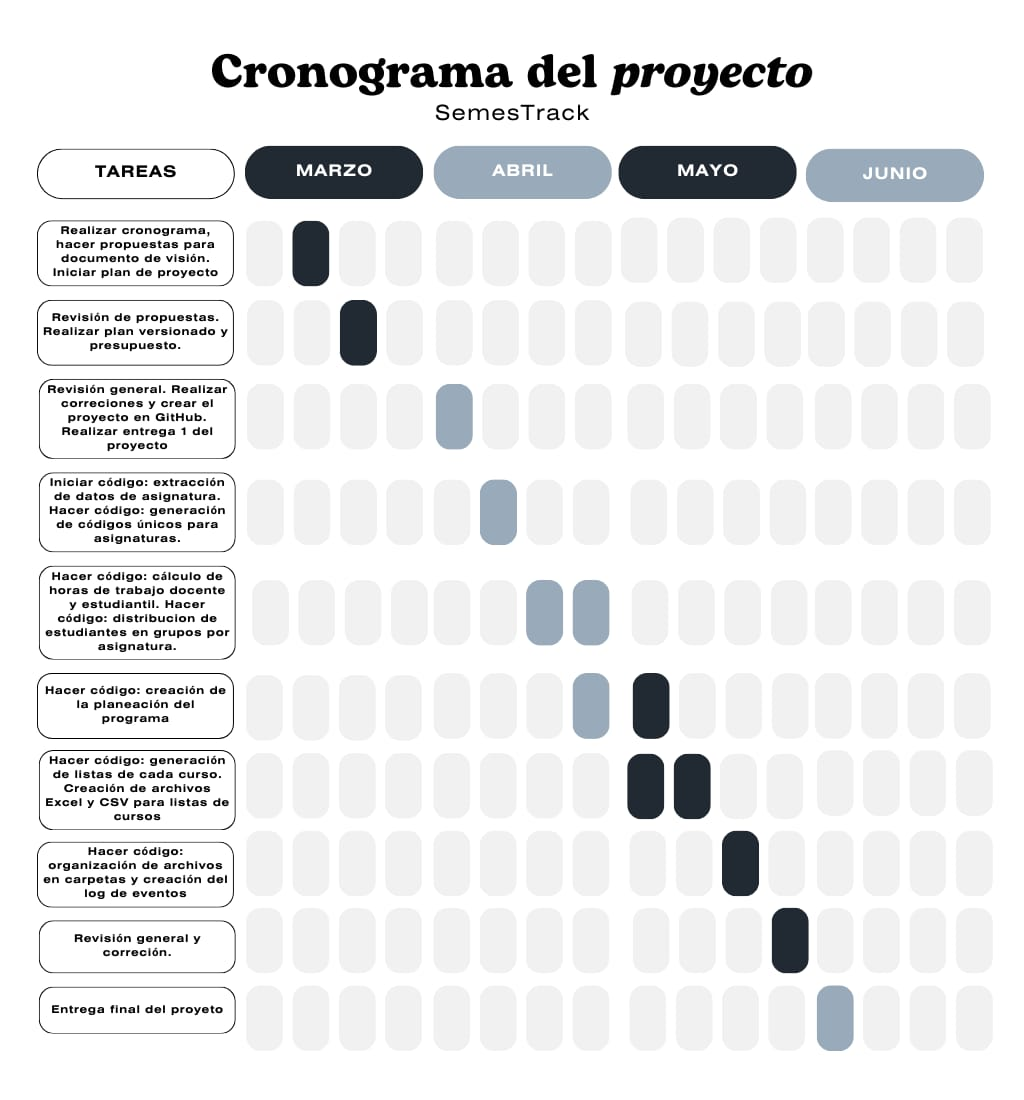 Cronograma del proyecto
SemesTrack
TAREAS
MARZO
ABRIL
MAYO
JUNIO
Realizar cronograma,
hacer propuestas para
documento de visión.
Iniciar plan de proyecto
Revisión de propuestas.
Realizar plan versionado y
presupuesto.
Revisión general. Realizar
correciones y crear el
proyecto en GitHub.
Realizar entrega 1 del
proyecto
Iniciar código: extracción
de datos de asignatura.
Hacer código: generación
de códigos únicos para
asignaturas.
Hacer código: cálculo de
horas de trabajo docente
y estudiantil. Hacer
código: distribucion de
estudiantes en grupos por
asignatura.
Hacer código: creación de
la planeación del
programa
Hacer código: generación
de listas de cada curso.
Creación de archivos
Excel y CSV para listas de
cursos
Hacer código:
organización de archivos
en carpetas y creación del
log de eventos
Revisión general y
correción.
Entrega final del proyeto